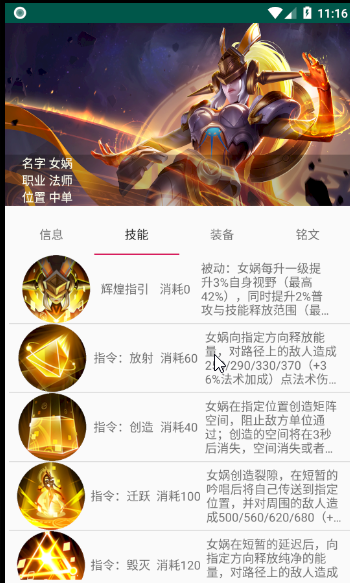 11:16
名字 女娲
职业 法师
位置 中单
信息 技能 装备 铭文
辉煌指引 消耗0
被动：女娲每升一级提
升3%自身视野（最高
42%），同时提升2%普
攻与技能释放范围（最...
指令：放射 消耗60
女娲向指定方向释放能
量，对路径上的敌人造成
/290/330/370（+3
6%法术加成）点法术伤...
指令：创造 消耗40
女娲在指定位置创造矩阵
空间，阻止敌方单位通
过；创造的空间将在3秒
后消失，空间消失或者...
指令：迁跃 消耗100
女娲创造裂隙，在短暂的
吟唱后将自己传送到指定
位置，并对周围的敌人造
成500/560/620/680（+...
指令：毁灭 消耗120
女娲在短暂的延迟后，向
指定方向释放纯净的能
量，对路径上的敌人造成